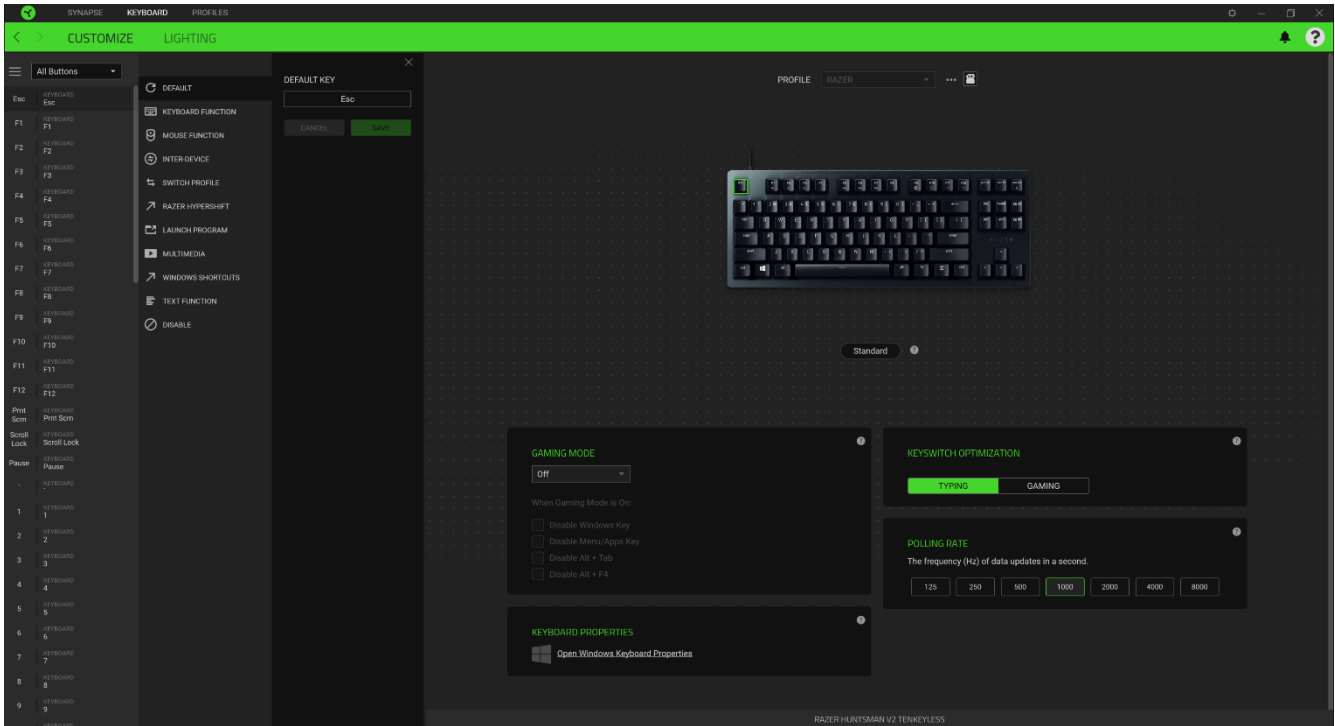 SYNAPSE KEYBOARD PROFILES
CUSTOMIZE LIGHTING
?
All Buttons
Esc KEYBOARD Esc
F1 KEYBOARD F1
F2 KEYBOARD F2
F3 KEYBOARD F3
F4 KEYBOARD F4
F5 KEYBOARD F5
F6 KEYBOARD F6
F7 KEYBOARD F7
F8 KEYBOARD F8
F9 KEYBOARD F9
F10 KEYBOARD F10
F11 KEYBOARD F11
F12 KEYBOARD F12
Prnt Scrn KEYBOARD Prnt Scrn
Scroll Lock KEYBOARD Scroll Lock
Pause KEYBOARD Pause
KEYBOARD
1 KEYBOARD 1
2 KEYBOARD 2
3 KEYBOARD 3
4 KEYBOARD 4
5 KEYBOARD 5
6 KEYBOARD 6
7 KEYBOARD 7
8 KEYBOARD 8
9 KEYBOARD 9
KEYBOARD
DEFAULT
KEYBOARD FUNCTION
MOUSE FUNCTION
INTER-DEVICE
SWITCH PROFILE
RAZER HYPERSHIFT
LAUNCH PROGRAM
MULTIMEDIA
WINDOWS SHORTCUTS
TEXT FUNCTION
DISABLE
DEFAULT KEY
Esc
CANCEL SAVE
PROFILE RAZER ...
Standard ?
GAMING MODE ?
Off
When Gaming Mode is On:
Disable Windows Key
Disable Menu/Apps Key
Disable Alt + Tab
Disable Alt + F4
KEYBOARD PROPERTIES ?
Open Windows Keyboard Properties
KEYSWITCH OPTIMIZATION ?
TYPING GAMING
POLLING RATE ?
The frequency (Hz) of data updates in a second.
125 250 500 1000 2000 4000 8000
RAZER HUNTSMAN V2 TENKEYLESS